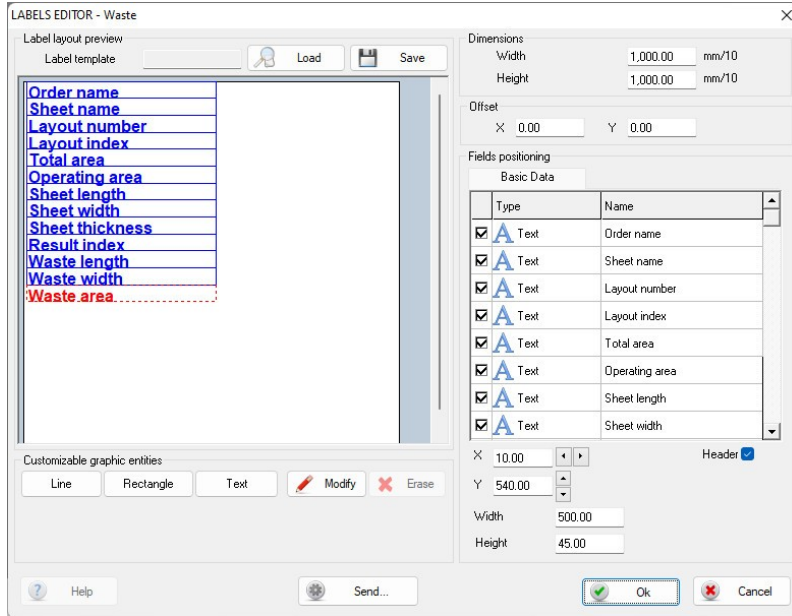 LABELS EDITOR - Waste
Label layout preview
Label template
Load
Save
Order name
Sheet name
Layout number
Layout index
Total area
Operating area
Sheet length
Sheet width
Sheet thickness
Result index
Waste length
Waste width
Waste area
Customizable graphic entities
Line
Rectangle
Text
Modify
Erase
Dimensions
Width 1,000.00 mm/10
Height 1,000.00 mm/10
Offset
X 0.00 Y 0.00
Fields positioning
Basic Data
Type Name
A Text Order name
A Text Sheet name
A Text Layout number
A Text Layout index
A Text Total area
A Text Operating area
A Text Sheet length
A Text Sheet width
X 10.00 Header
Y 540.00
Width 500.00
Height 45.00
? Help
Send...
Ok
Cancel